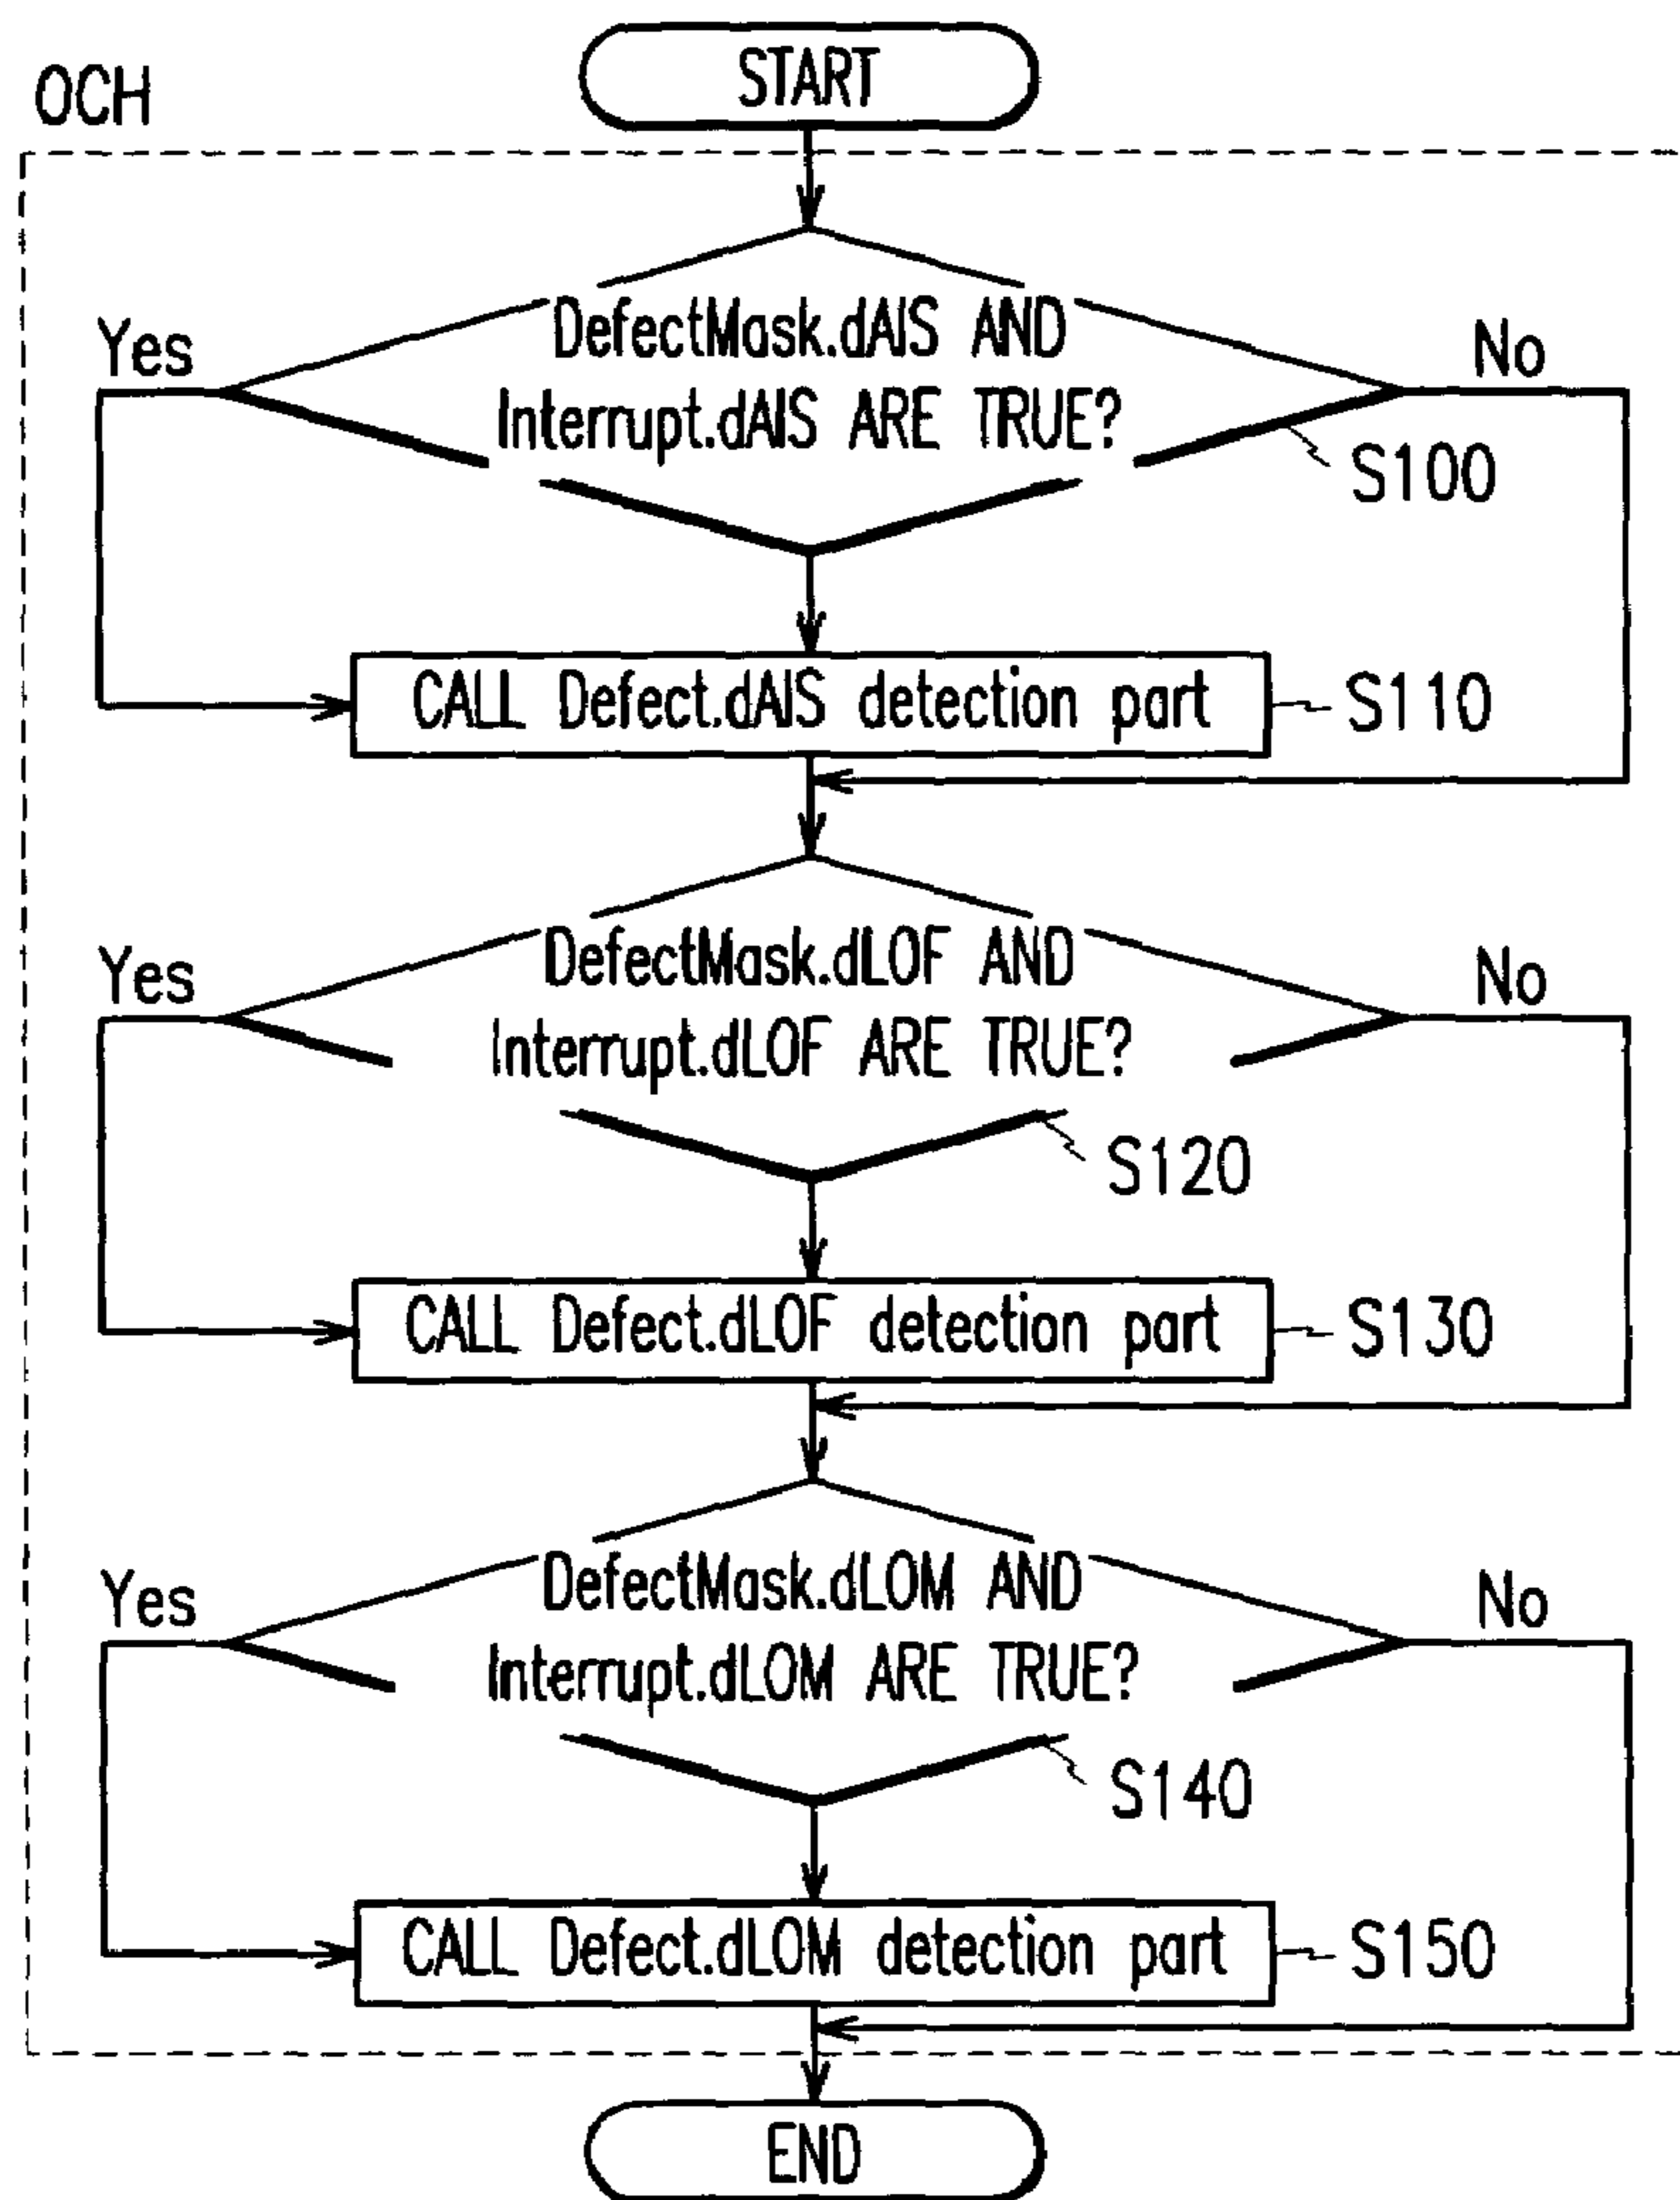 START
OCH
DefectMask.dAIS AND
Interrupt.dAIS ARE TRUE?
Yes
No
S100
CALL Defect.dAIS detection part
S110
DefectMask.dLOF AND
Interrupt.dLOF ARE TRUE?
Yes
No
S120
CALL Defect.dLOF detection part
S130
DefectMask.dLOM AND
Interrupt.dLOM ARE TRUE?
Yes
No
S140
CALL Defect.dLOM detection part
S150
END